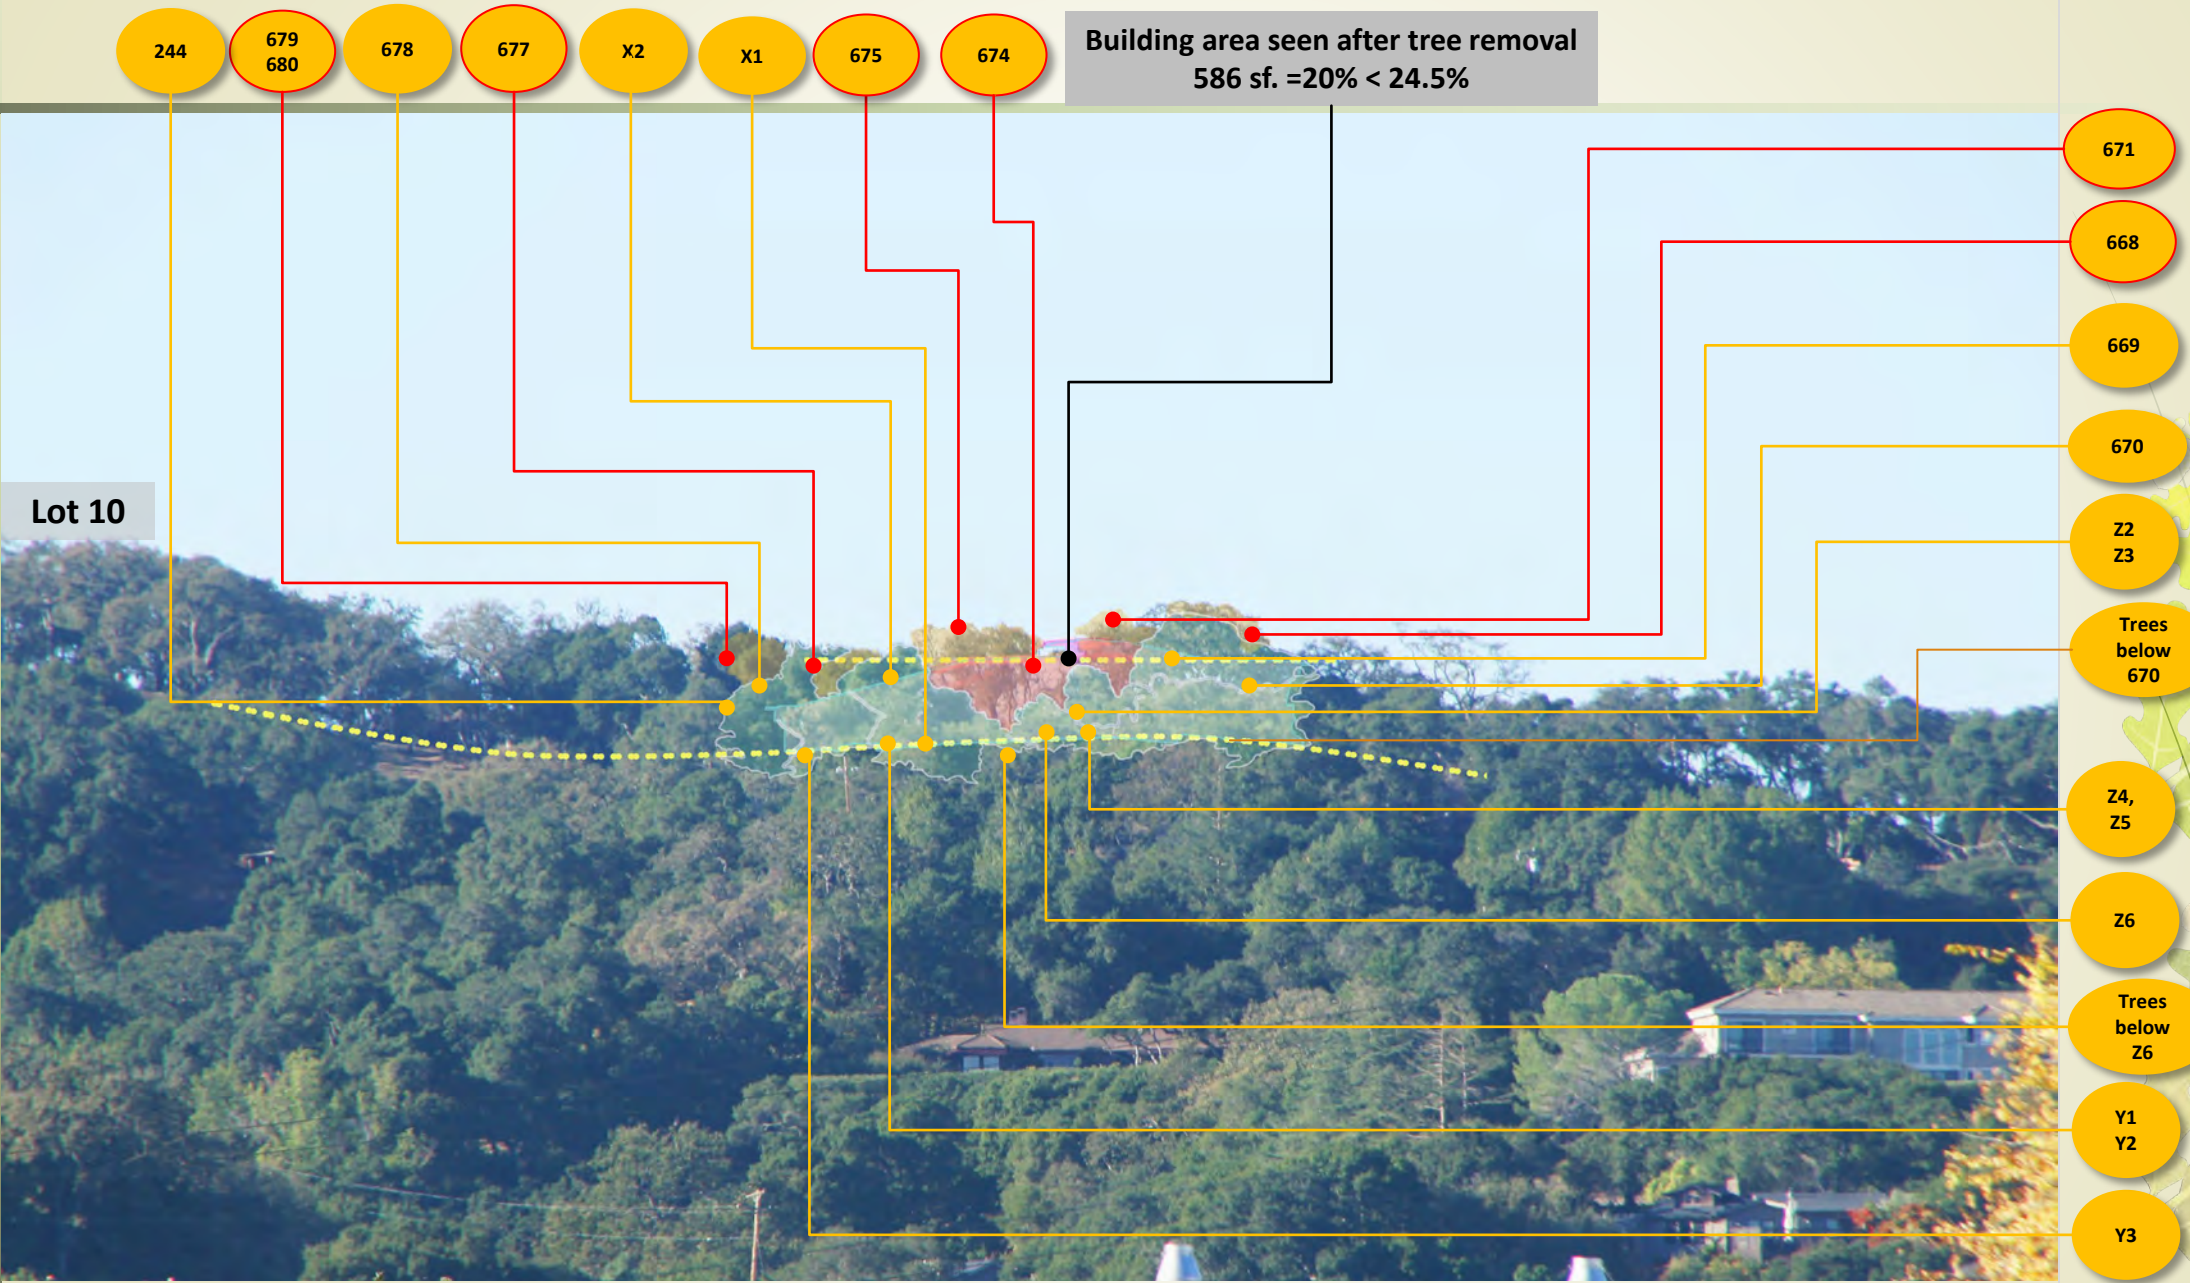 244
679
680
678
677
X2
X1
675
674
Building area seen after tree removal
586 sf. =20% < 24.5%
671
668
669
670
Lot 10
Z2
Z3
Trees
below
670
Z4,
Z5
Z6
Trees
below
Z6
Y1
Y2
Y3